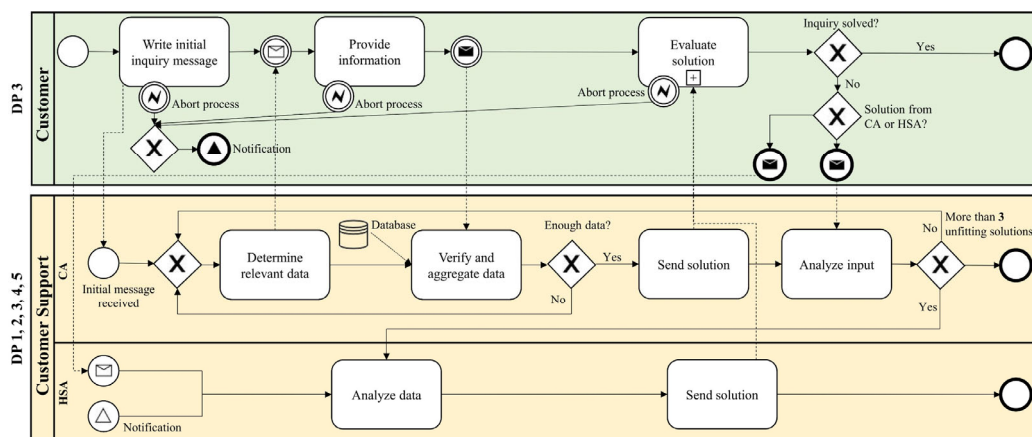 DP 3
Customer
Write initial
inquiry message
Provide
information
Evaluate
solution
Inquiry solved?
Yes
No
Abort process
Abort process
Abort process
Solution from
CA or HSA?
Notification
DP 1, 2, 3, 4, 5
Customer Support
CA
Initial message
received
Determine
relevant data
Database
Verify and
aggregate data
Enough data?
Yes
No
Send solution
Analyze input
No
More than 3
unfitting solutions
Yes
HSA
Notification
Analyze data
Send solution